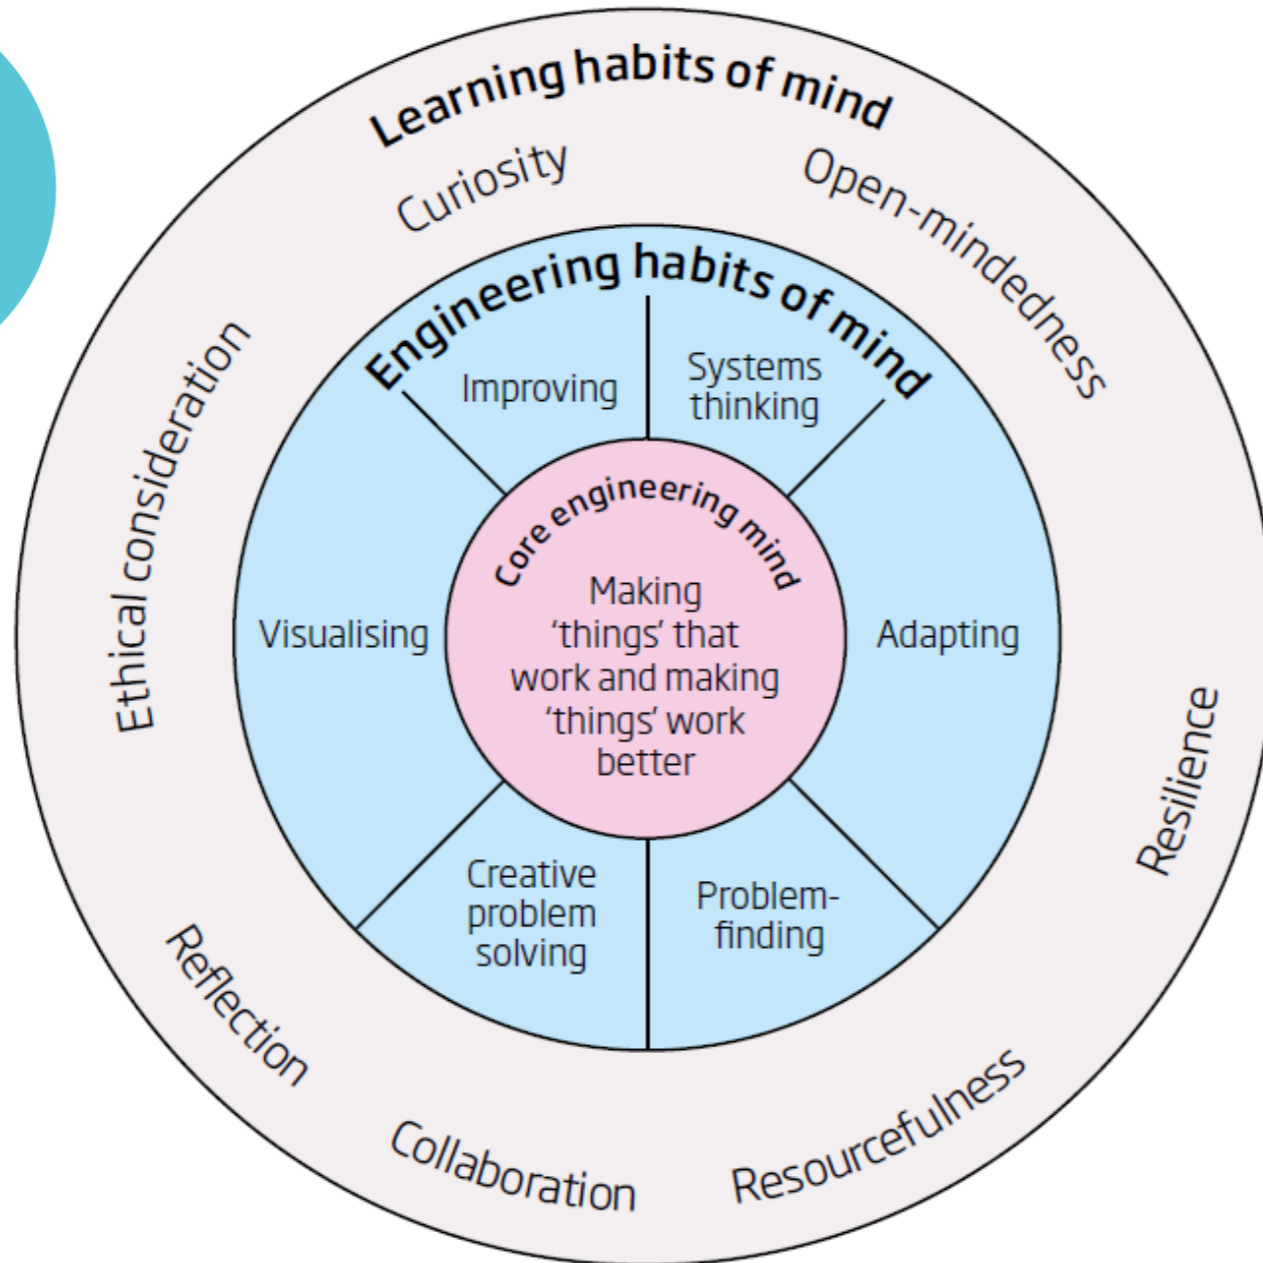 Learning habits of mind
Curiosity
Open-mindedness
Ethical consideration
Resilience
Reflection
Collaboration
Resourcefulness
Engineering habits of mind
Improving
Systems
thinking
Visualising
Adapting
Creative
problem
solving
Problem-
finding
Core engineering mind
Making
‘things’ that
work and making
‘things’ work
better